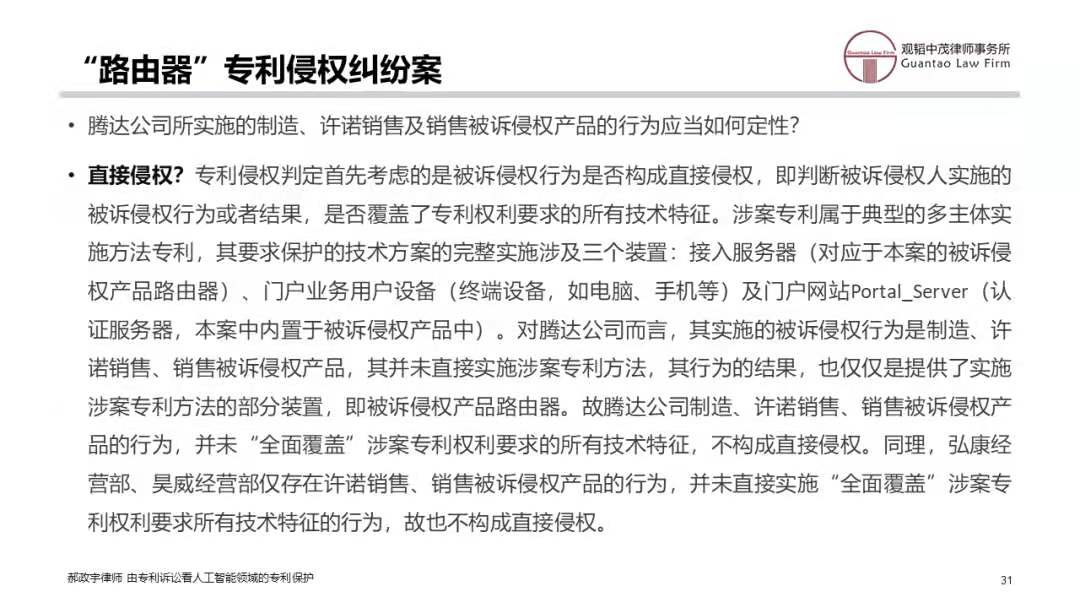 “路由器”专利侵权纠纷案
Guantao Law Firm
观韬中茂律师事务所
Guantao Law Firm
• 腾达公司所实施的制造、许诺销售及销售被诉侵权产品的行为应当如何定性？
• 直接侵权？专利侵权判定首先考虑的是被诉侵权行为是否构成直接侵权，即判断被诉侵权人实施的
被诉侵权行为或者结果，是否覆盖了专利权利要求的所有技术特征。涉案专利属于典型的多主体实
施方法专利，其要求保护的技术方案的完整实施涉及三个装置：接入服务器（对应于本案的被诉侵
权产品路由器）、门户业务用户设备（终端设备，如电脑、手机等）及门户网站Portal_Server（认
证服务器，本案中内置于被诉侵权产品中）。对腾达公司而言，其实施的被诉侵权行为是制造、许
诺销售、销售被诉侵权产品，其并未直接实施涉案专利方法，其行为的结果，也仅仅是提供了实施
涉案专利方法的部分装置，即被诉侵权产品路由器。故腾达公司制造、许诺销售、销售被诉侵权产
品的行为，并未“全面覆盖”涉案专利权利要求的所有技术特征，不构成直接侵权。同理，弘康经
营部、昊威经营部仅存在许诺销售、销售被诉侵权产品的行为，并未直接实施“全面覆盖”涉案专
利权利要求所有技术特征的行为，故也不构成直接侵权。
郝政宇律师 由专利诉讼看人工智能领域的专利保护
31